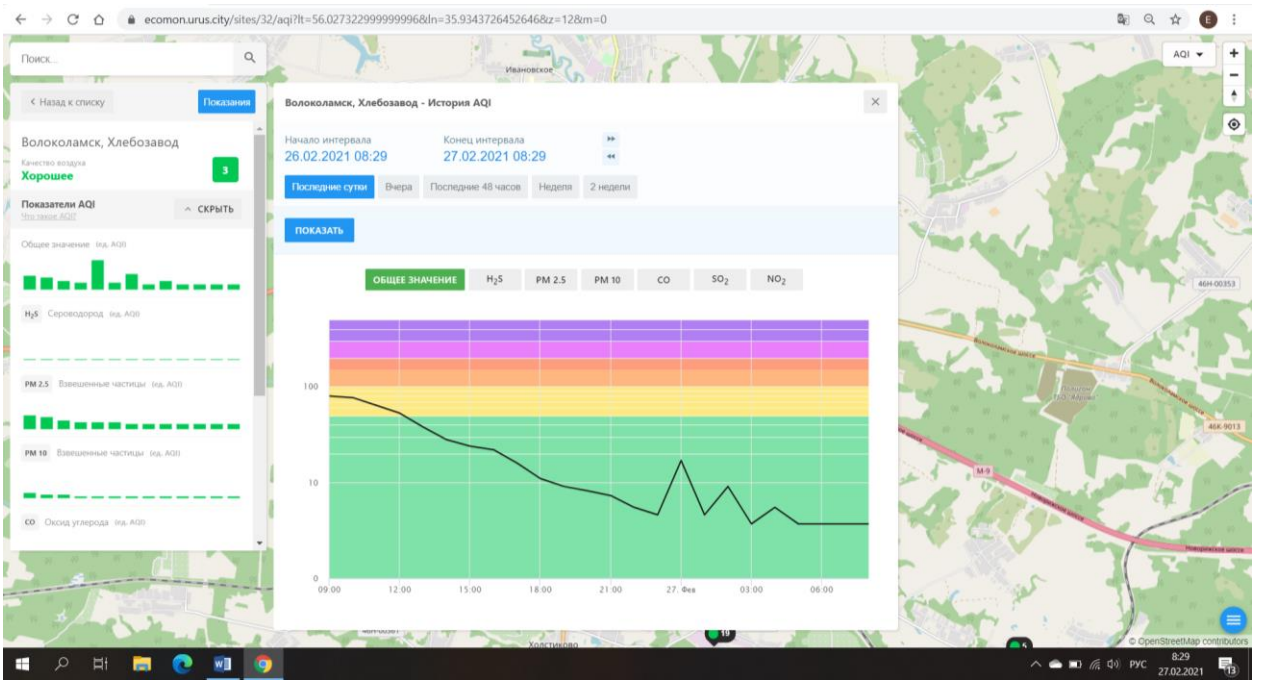 ecomon.urus.city/sites/32/aqi?lt=56.027322999999996&ln=35.93437264526468&z=12&m=0
E
Поиск...
Ивановское
AQI
Назад к списку
Показания
Волоколамск, Хлебозавод
Качество воздуха
Хорошее
3
Показатели AQI
Что такое AQI?
СКРЫТЬ
Общее значение (ед. AQI)
H₂S Сероводород (ед. AQI)
PM 2.5 Взвешенные частицы (ед. AQI)
PM 10 Взвешенные частицы (ед. AQI)
CO Оксид углерода (ед. AQI)
Волоколамск, Хлебозавод - История AQI
Начало интервала
26.02.2021 08:29
Конец интервала
27.02.2021 08:29
Последние сутки
Вчера
Последние 48 часов
Неделя
2 недели
ПОКАЗАТЬ
ОБЩЕЕ ЗНАЧЕНИЕ H₂S PM 2.5 PM 10 CO SO₂ NO₂
100
10
0
09:00 12:00 15:00 18:00 21:00 27. Фев 03:00 06:00
46Н-00353
Волоколамское шоссе
46К-9013
М-9
Новорижское шоссе
Холстиково
19
5
© OpenStreetMap contributors
РУС
8:29
27.02.2021
13